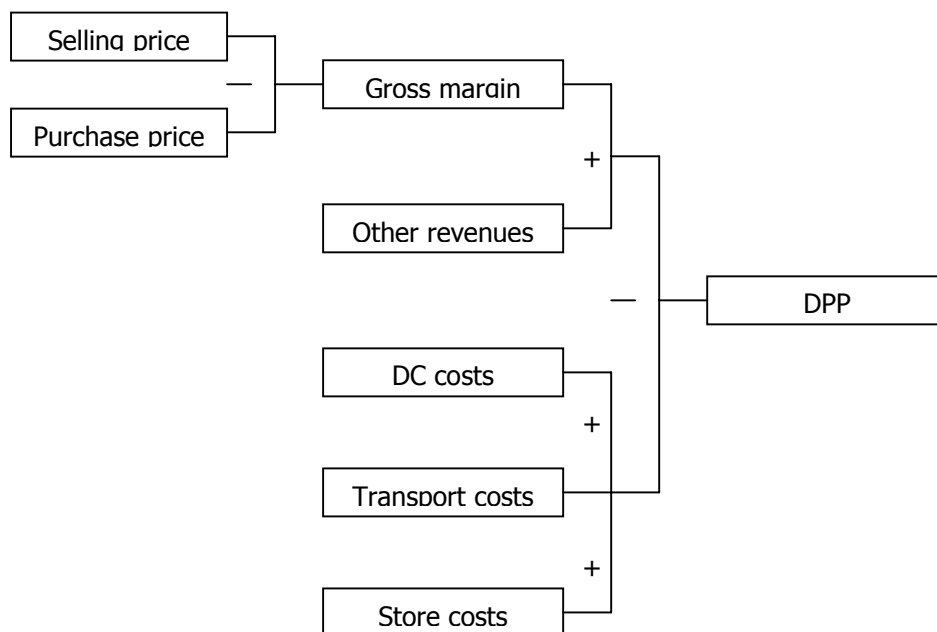 Selling price
—
Gross margin
Purchase price
+
Other revenues
—
DPP
DC costs
+
Transport costs
+
Store costs